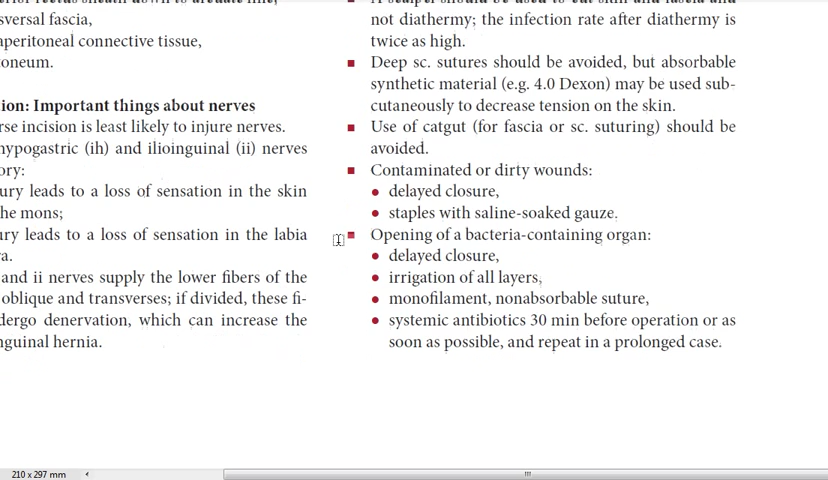 sversal fascia,
aperitoneal connective tissue,
toneum.
tion: Important things about nerves
rse incision is least likely to injure nerves.
hypogastric (ih) and ilioinguinal (ii) nerves
ory:
ury leads to a loss of sensation in the skin
he mons;
ury leads to a loss of sensation in the labia
a.
and ii nerves supply the lower fibers of the
oblique and transverses; if divided, these fi-
dergo denervation, which can increase the
nguinal hernia.
not diathermy; the infection rate after diathermy is
twice as high.
Deep sc. sutures should be avoided, but absorbable
synthetic material (e.g. 4.0 Dexon) may be used sub-
cutaneously to decrease tension on the skin.
Use of catgut (for fascia or sc. suturing) should be
avoided.
Contaminated or dirty wounds:
delayed closure,
staples with saline-soaked gauze.
Opening of a bacteria-containing organ:
delayed closure,
irrigation of all layers,
monofilament, nonabsorbable suture,
systemic antibiotics 30 min before operation or as
soon as possible, and repeat in a prolonged case.
210 x 297 mm